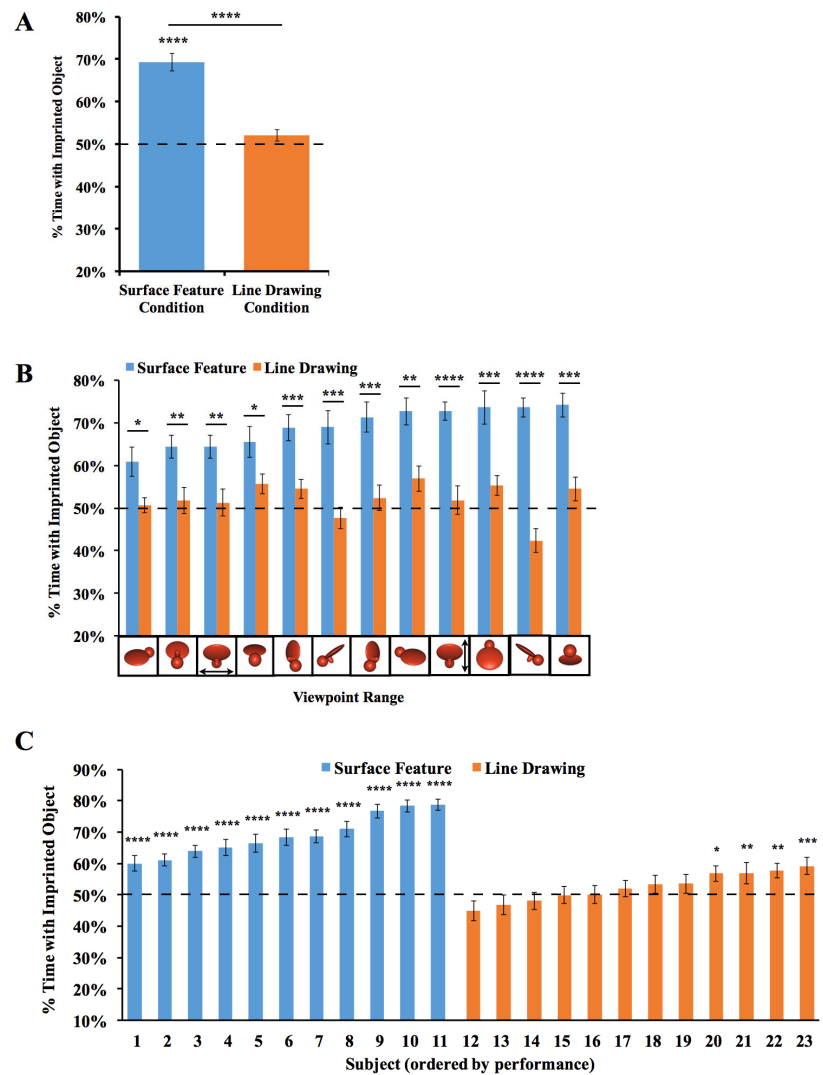 A
80%
70%
60%
50%
40%
30%
20%
% Time with Imprinted Object
****
****
Surface Feature Condition
Line Drawing Condition
B
Surface Feature
Line Drawing
80%
70%
60%
50%
40%
30%
20%
% Time with Imprinted Object
* ** ** * *** *** *** ** **** *** **** ***
Viewpoint Range
C
Surface Feature
Line Drawing
90%
80%
70%
60%
50%
40%
30%
20%
10%
% Time with Imprinted Object
**** **** **** **** **** **** **** **** **** **** **** * ** ** ***
1 2 3 4 5 6 7 8 9 10 11 12 13 14 15 16 17 18 19 20 21 22 23
Subject (ordered by performance)